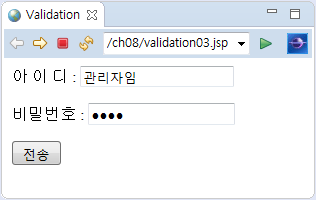 Validation
/ch08/validation03.jsp
아 이 디 : 관리자임
비밀번호 : ●●●●
전송